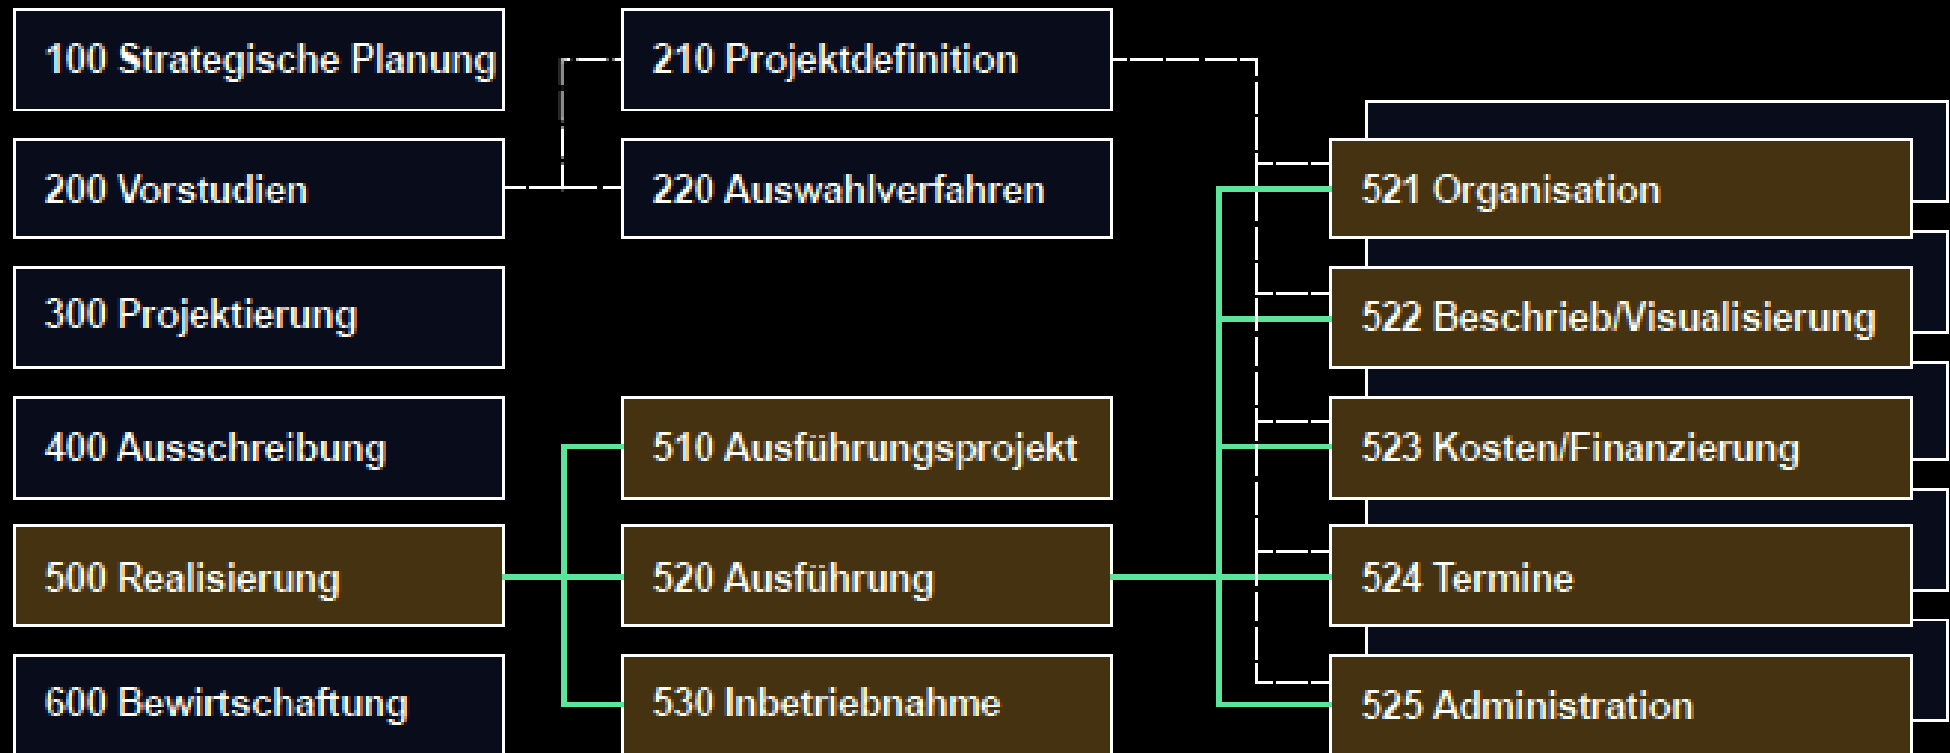 100 Strategische Planung
200 Vorstudien
300 Projektierung
400 Ausschreibung
500 Realisierung
600 Bewirtschaftung
210 Projektdefinition
220 Auswahlverfahren
510 Ausführungsprojekt
520 Ausführung
530 Inbetriebnahme
521 Organisation
522 Beschrieb/Visualisierung
523 Kosten/Finanzierung
524 Termine
525 Administration